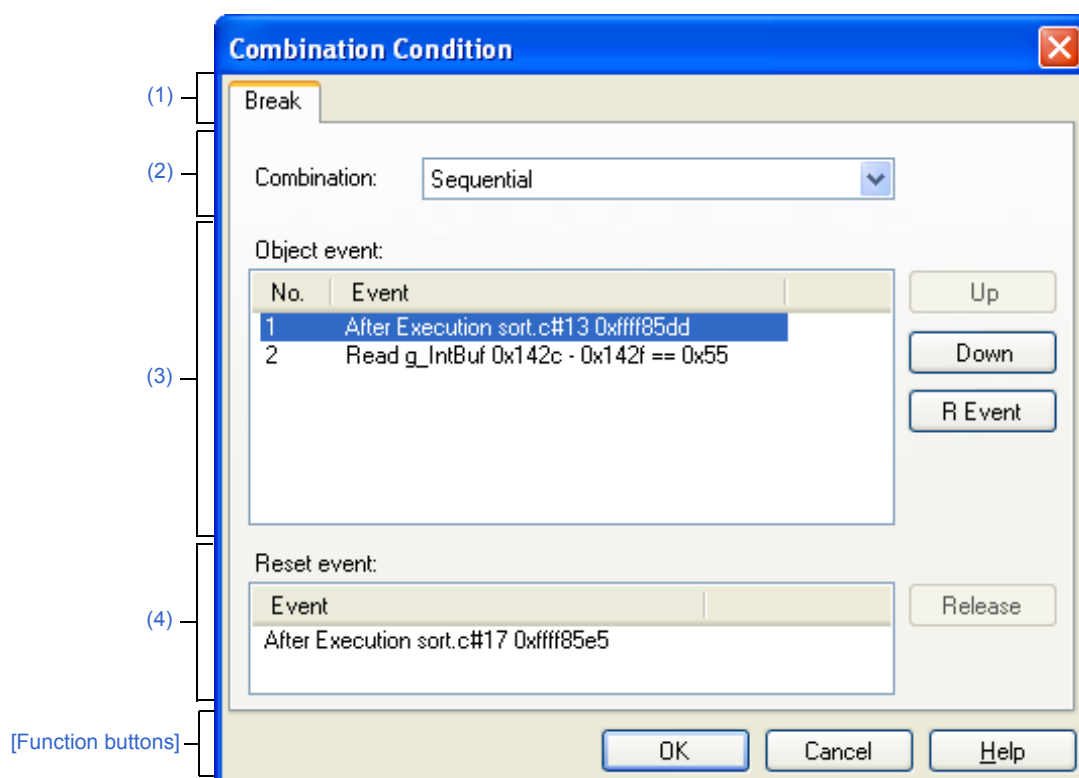 Combination Condition
(1)
Break
(2)
Combination: Sequential
Object event:
No. Event
1 After Execution sort.c#13 0xffff85dd
2 Read g_IntBuf 0x142c - 0x142f == 0x55
Up
Down
R Event
(3)
Reset event:
Event
After Execution sort.c#17 0xffff85e5
Release
(4)
[Function buttons]
OK Cancel Help